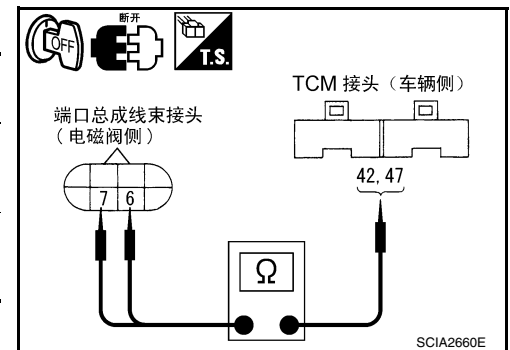 OFF
断开
T.S.
TCM 接头（车辆侧）
端口总成线束接头
（电磁阀侧）
42, 47
7 6
Ω
SCIA2660E